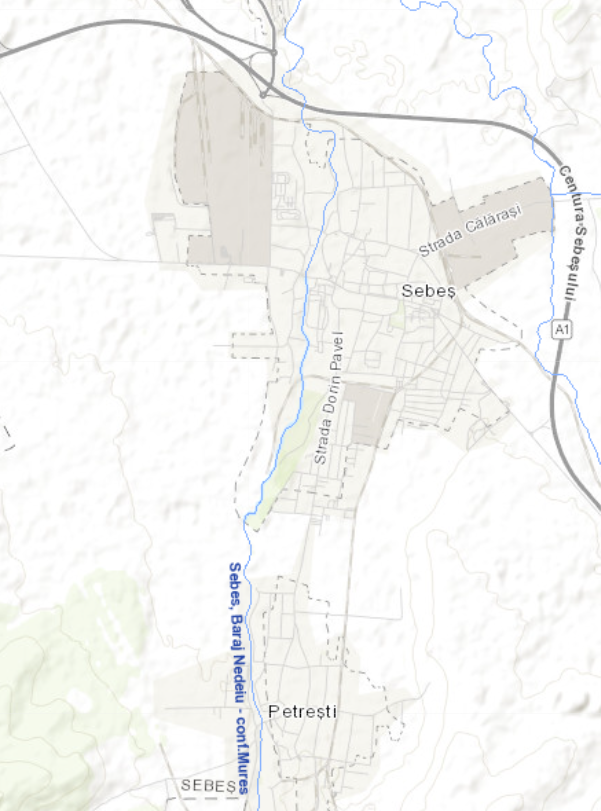 Centura Sebeșului
Strada Călărași
Sebeș
A1
Strada Dorin Pavel
Sebes, Baraj Nedeiu - conf.Mures
Petrești
SEBEȘ